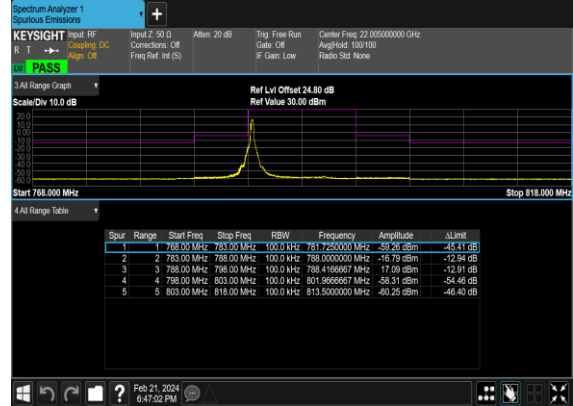 Spectrum Analyzer 1
Spurious Emissions
KEYSIGHT Input: RF Input Z: 50 Ω Atten: 20 dB Trig: Free Run Center Freq: 22.005000000 GHz
R T Coupling: DC Corrections: Off Gate: Off Avg|Hold: 100/100
Align: Off Freq Ref: Int (S) IF Gain: Low Radio Std: None
PASS
3 All Range Graph
Ref Lvl Offset 24.80 dB
Scale/Div 10.0 dB Ref Value 30.00 dBm
20.0
10.0
0.00
-10.0
-20.0
-30.0
-40.0
-50.0
-60.0
Start 768.000 MHz Stop 818.000 MHz
4 All Range Table
Spur Range Start Freq Stop Freq RBW Frequency Amplitude ΔLimit
1 1 768.00 MHz 783.00 MHz 100.0 kHz 781.7250000 MHz -59.26 dBm -45.41 dB
2 2 783.00 MHz 788.00 MHz 100.0 kHz 788.0000000 MHz -16.79 dBm -12.94 dB
3 3 788.00 MHz 798.00 MHz 100.0 kHz 788.4166667 MHz 17.09 dBm -12.91 dB
4 4 798.00 MHz 803.00 MHz 100.0 kHz 801.9666667 MHz -58.31 dBm -54.46 dB
5 5 803.00 MHz 818.00 MHz 100.0 kHz 813.5000000 MHz -60.25 dBm -46.40 dB
?
Feb 21, 2024
6:47:02 PM